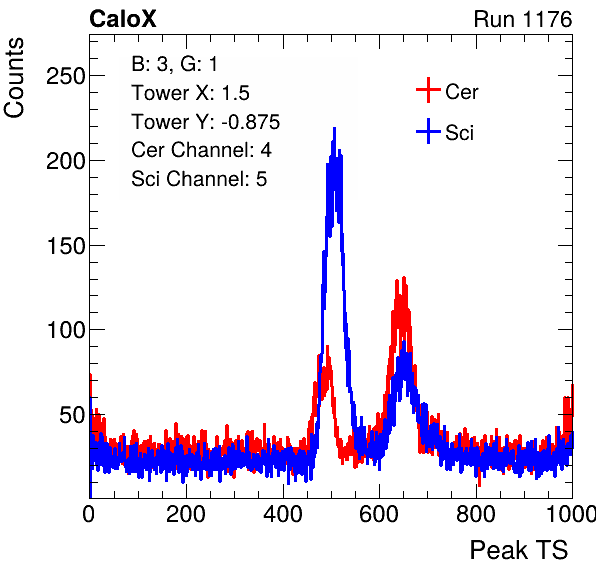 CaloX Run 1176
Counts
B: 3, G: 1
Tower X: 1.5
Tower Y: -0.875
Cer Channel: 4
Sci Channel: 5
Cer
Sci
250
200
150
100
50
0 200 400 600 800 1000
Peak TS